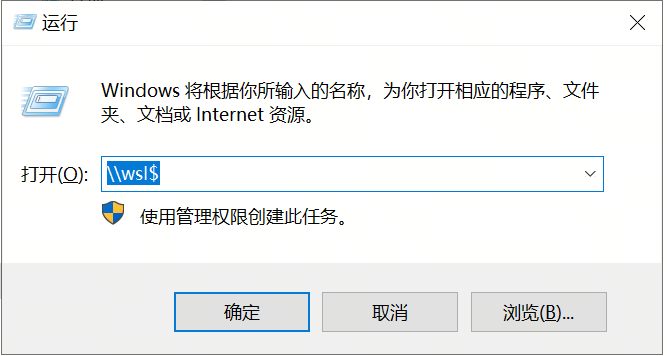 运行
Windows 将根据你所输入的名称，为你打开相应的程序、文件
夹、文档或 Internet 资源。
打开(O): \\wsl$
使用管理权限创建此任务。
确定 取消 浏览(B)...